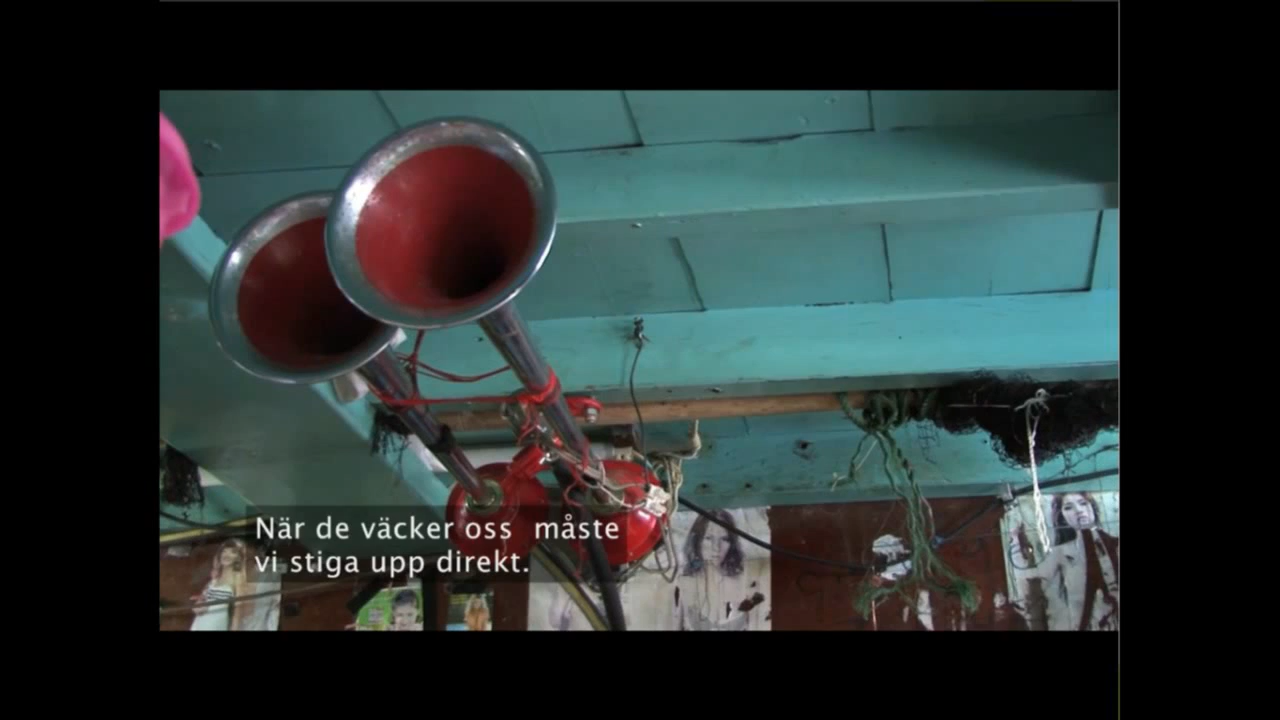 När de väcker oss  måste
vi stiga upp direkt.